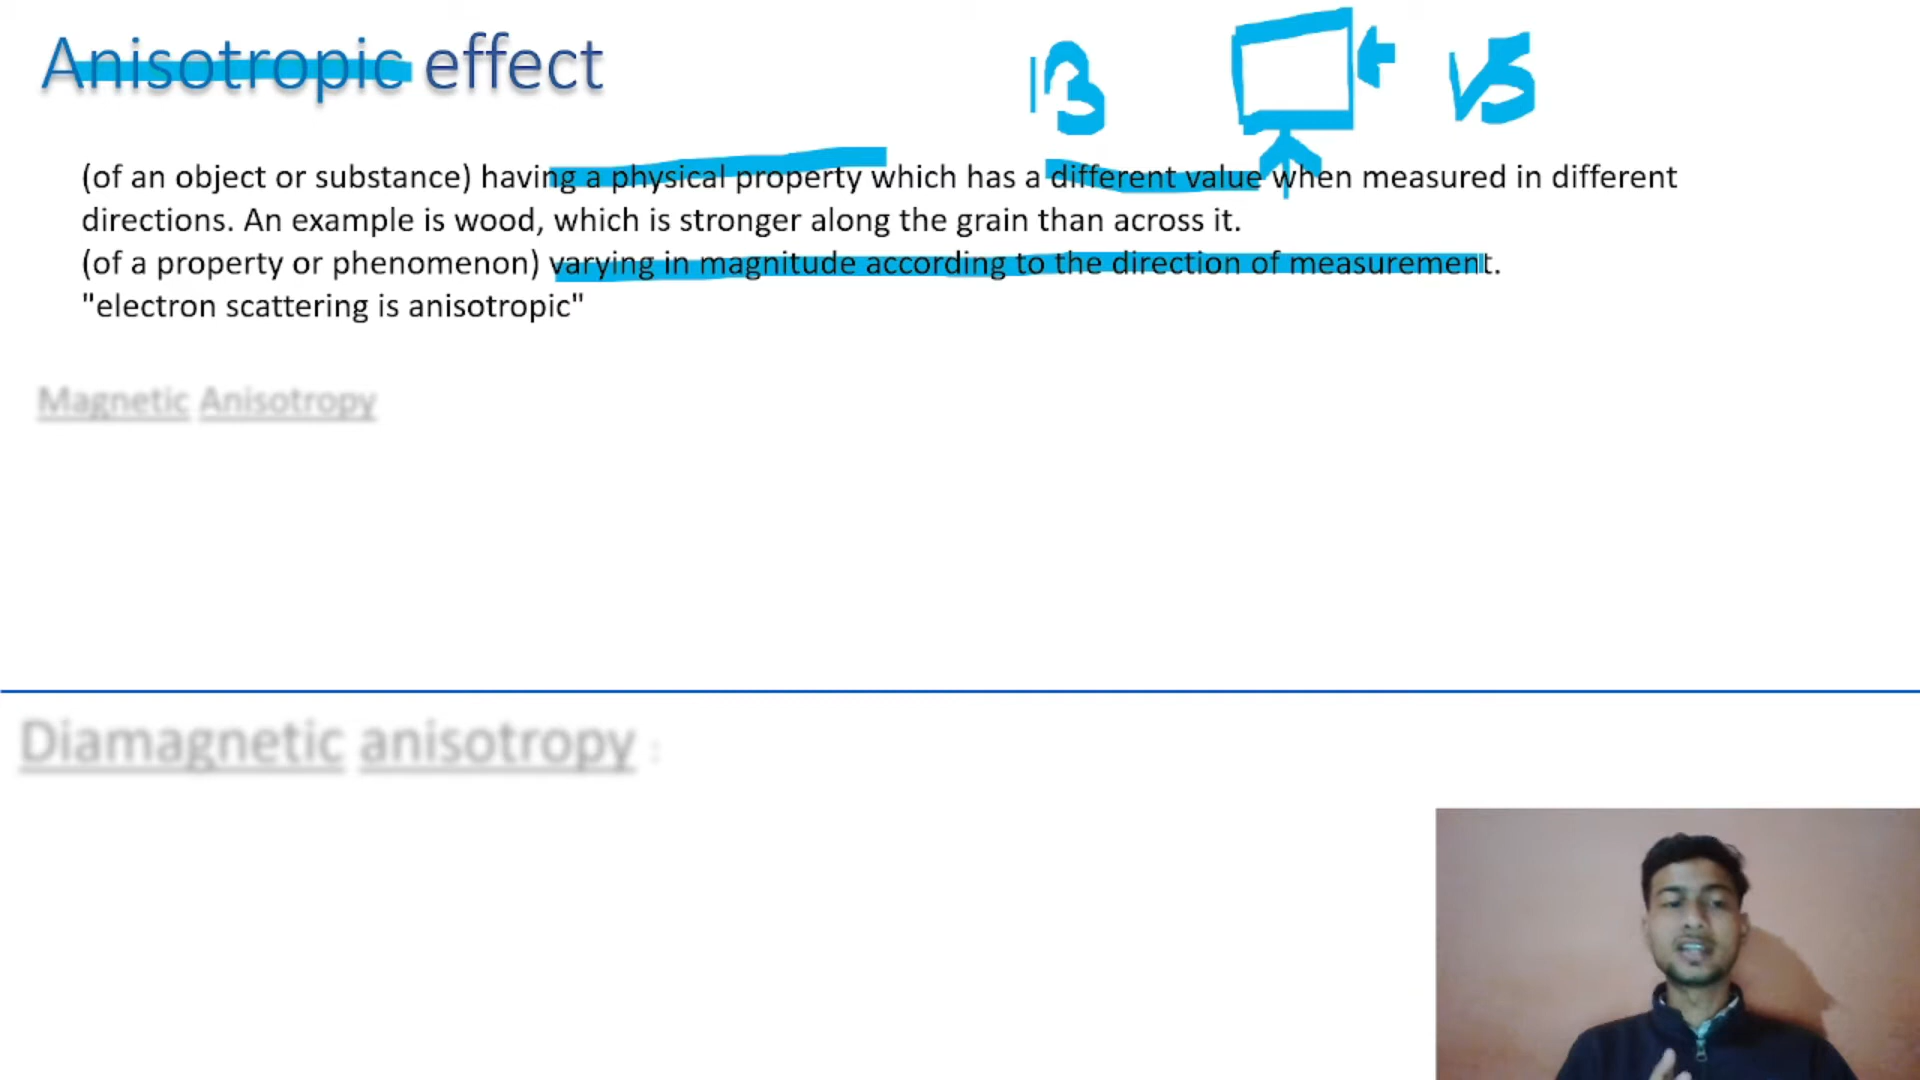 Anisotropic effect
13
15
(of an object or substance) having a physical property which has a different value when measured in different
directions. An example is wood, which is stronger along the grain than across it.
(of a property or phenomenon) varying in magnitude according to the direction of measurement.
"electron scattering is anisotropic"
Magnetic Anisotropy
Diamagnetic anisotropy :